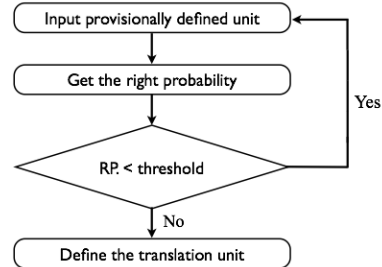 Input provisionally defined unit
Get the right probability
Yes
RP. < threshold
No
Define the translation unit